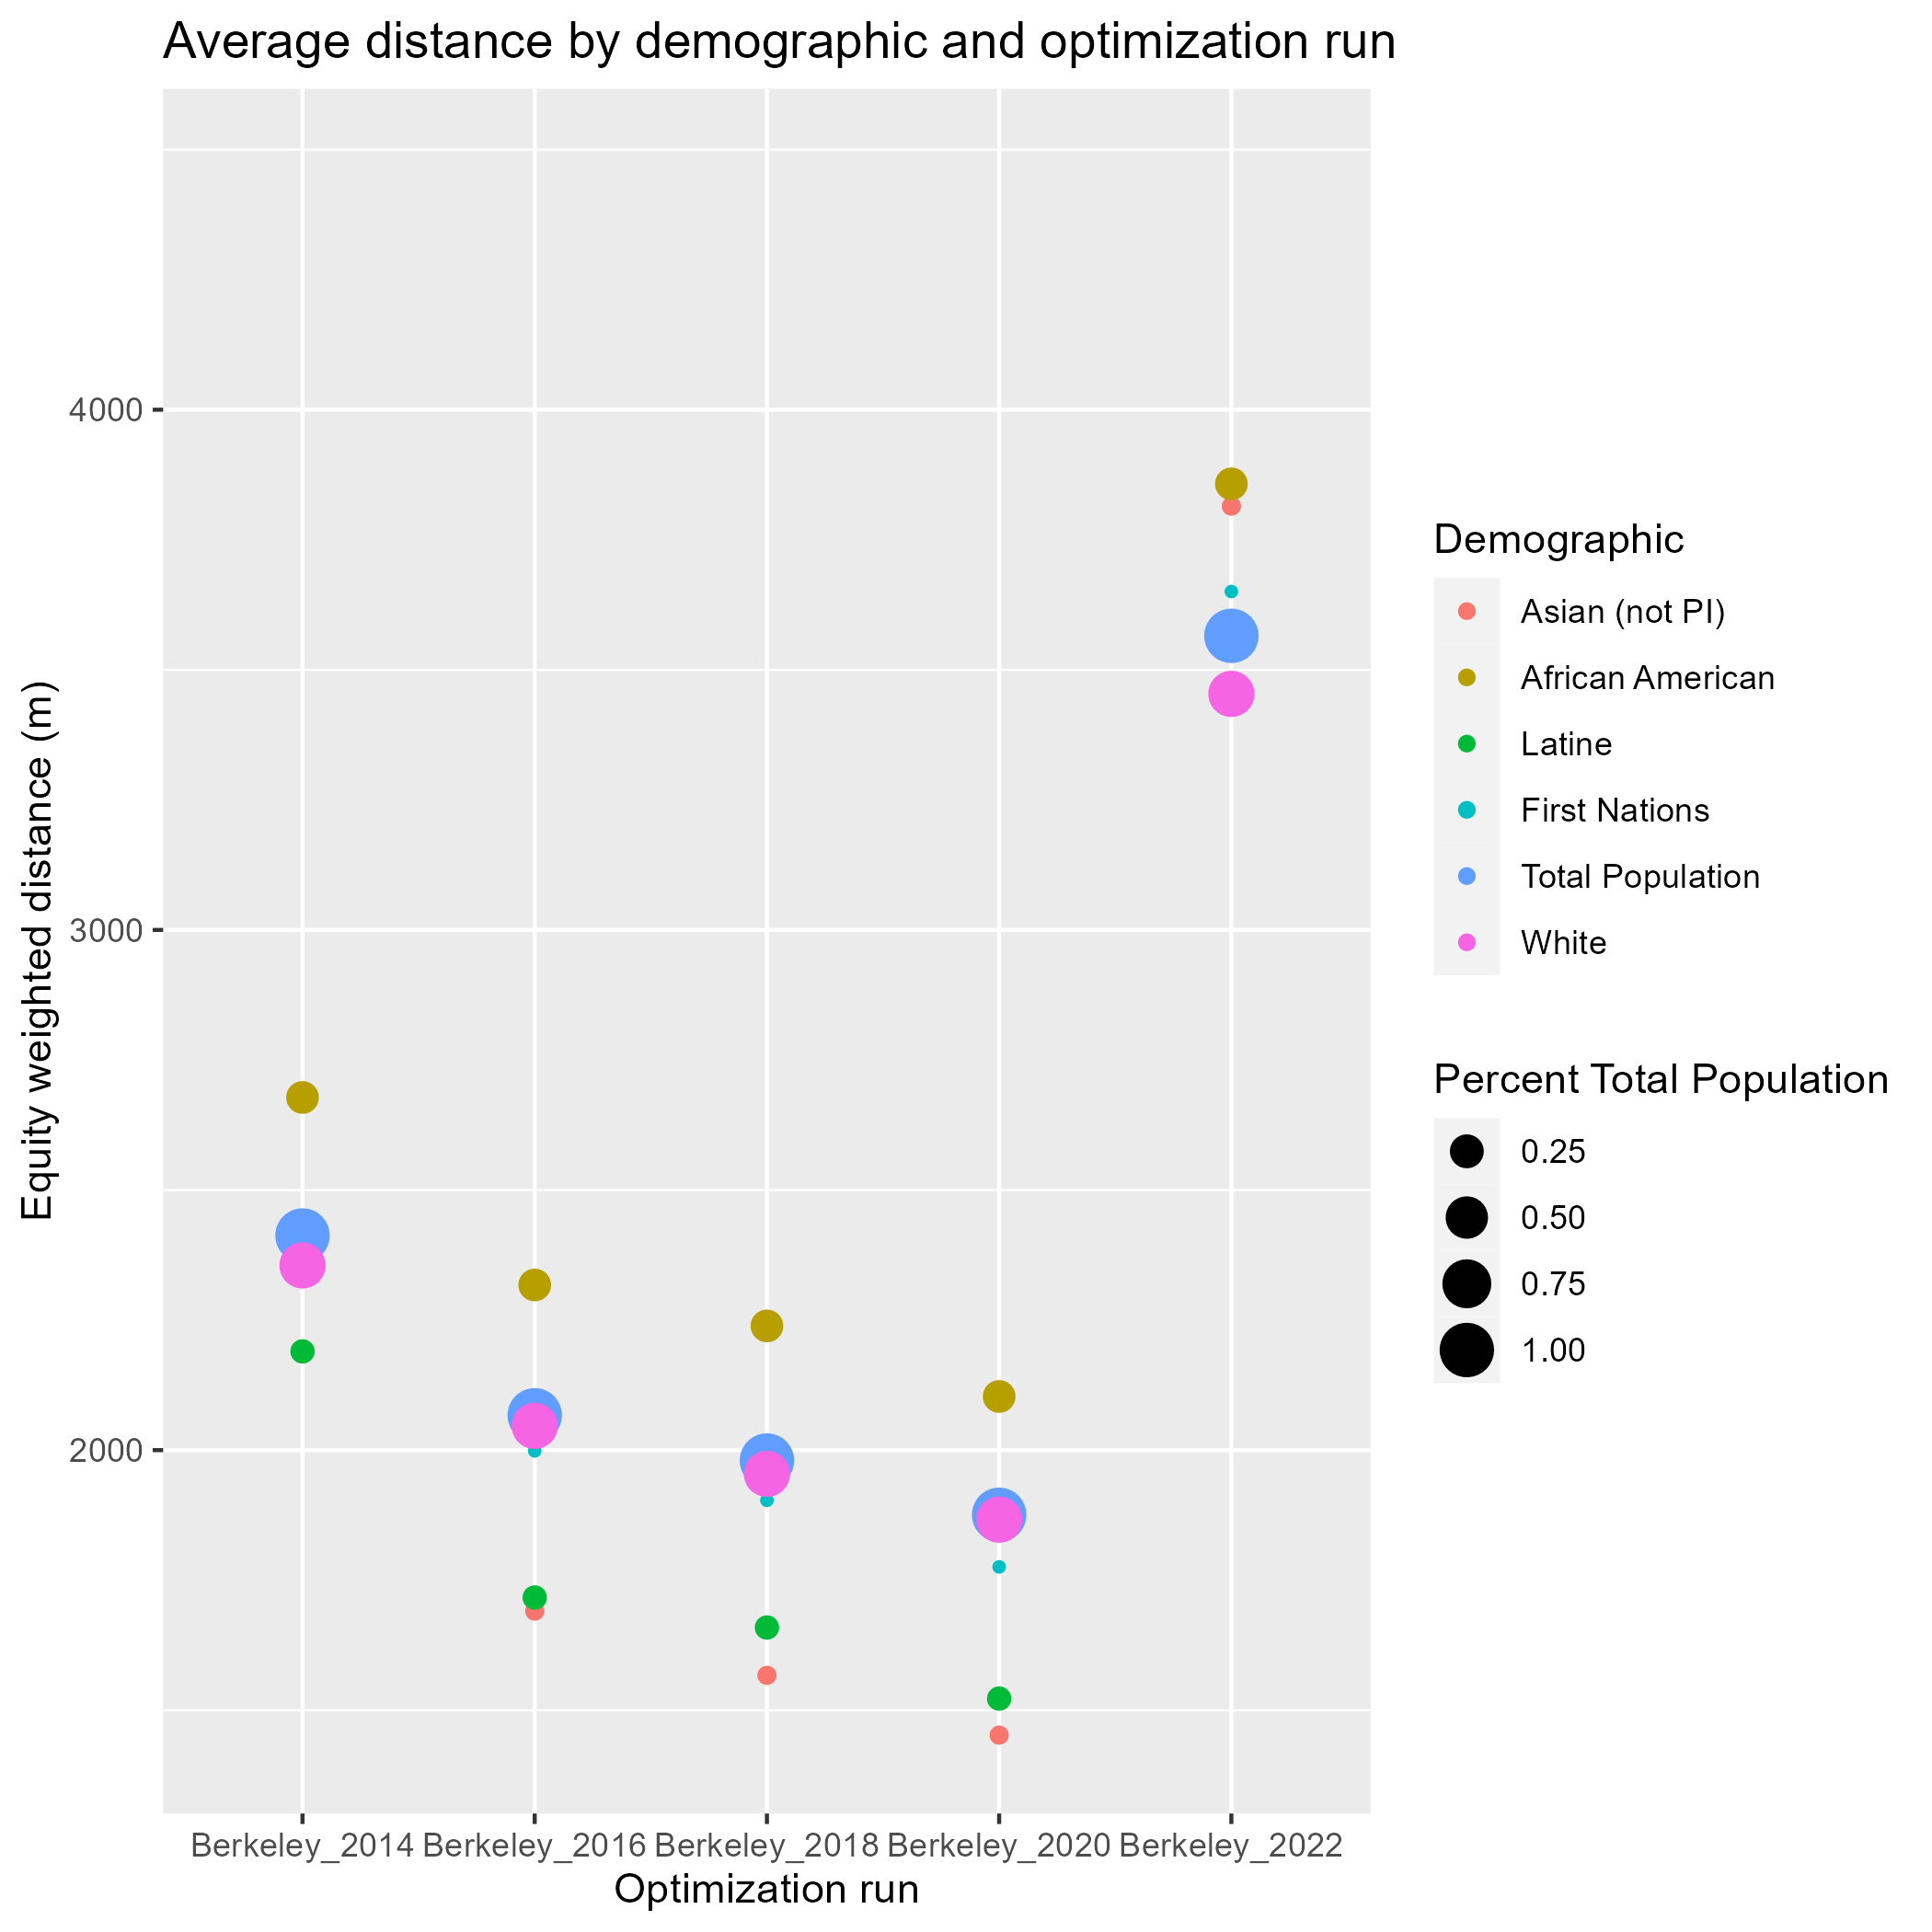 Average distance by demographic and optimization run
Equity weighted distance (m)
4000
3000
2000
Berkeley_2014 Berkeley_2016 Berkeley_2018 Berkeley_2020 Berkeley_2022
Optimization run
Demographic
Asian (not PI)
African American
Latine
First Nations
Total Population
White
Percent Total Population
0.25
0.50
0.75
1.00